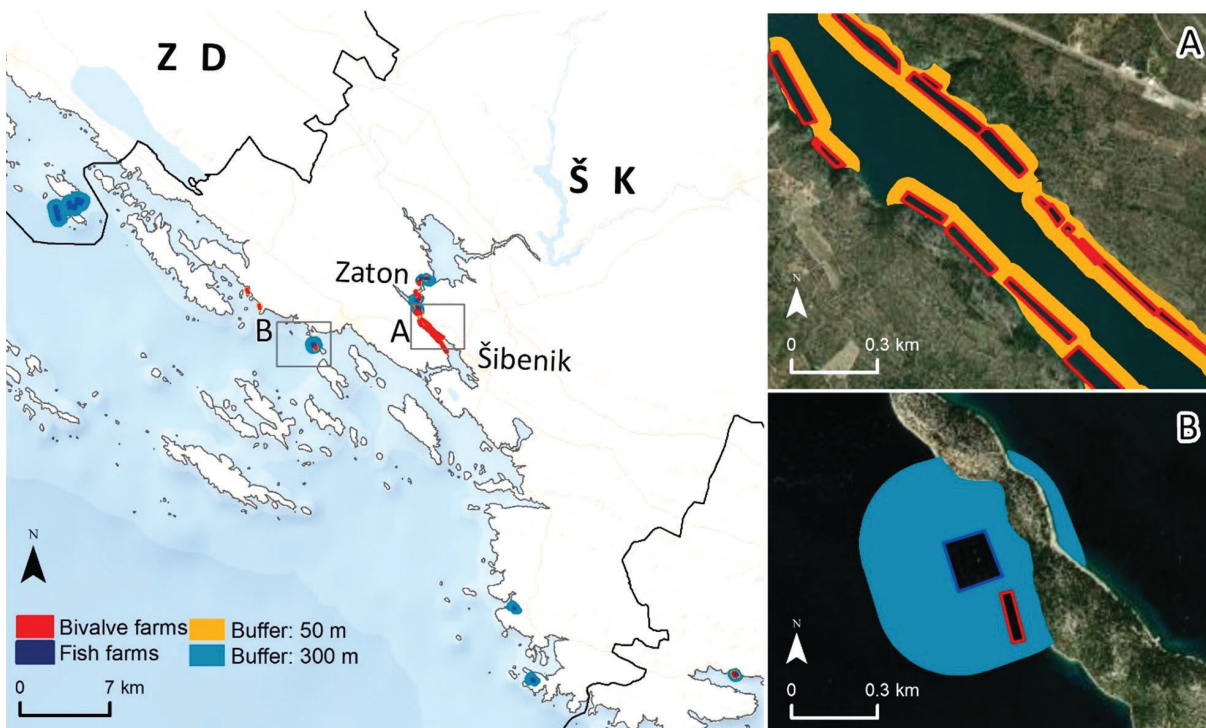 Z D
Š K
Zaton
B
A
Šibenik
N
Bivalve farms
Buffer: 50 m
Fish farms
Buffer: 300 m
0 7 km
A
N
0 0.3 km
B
N
0 0.3 km